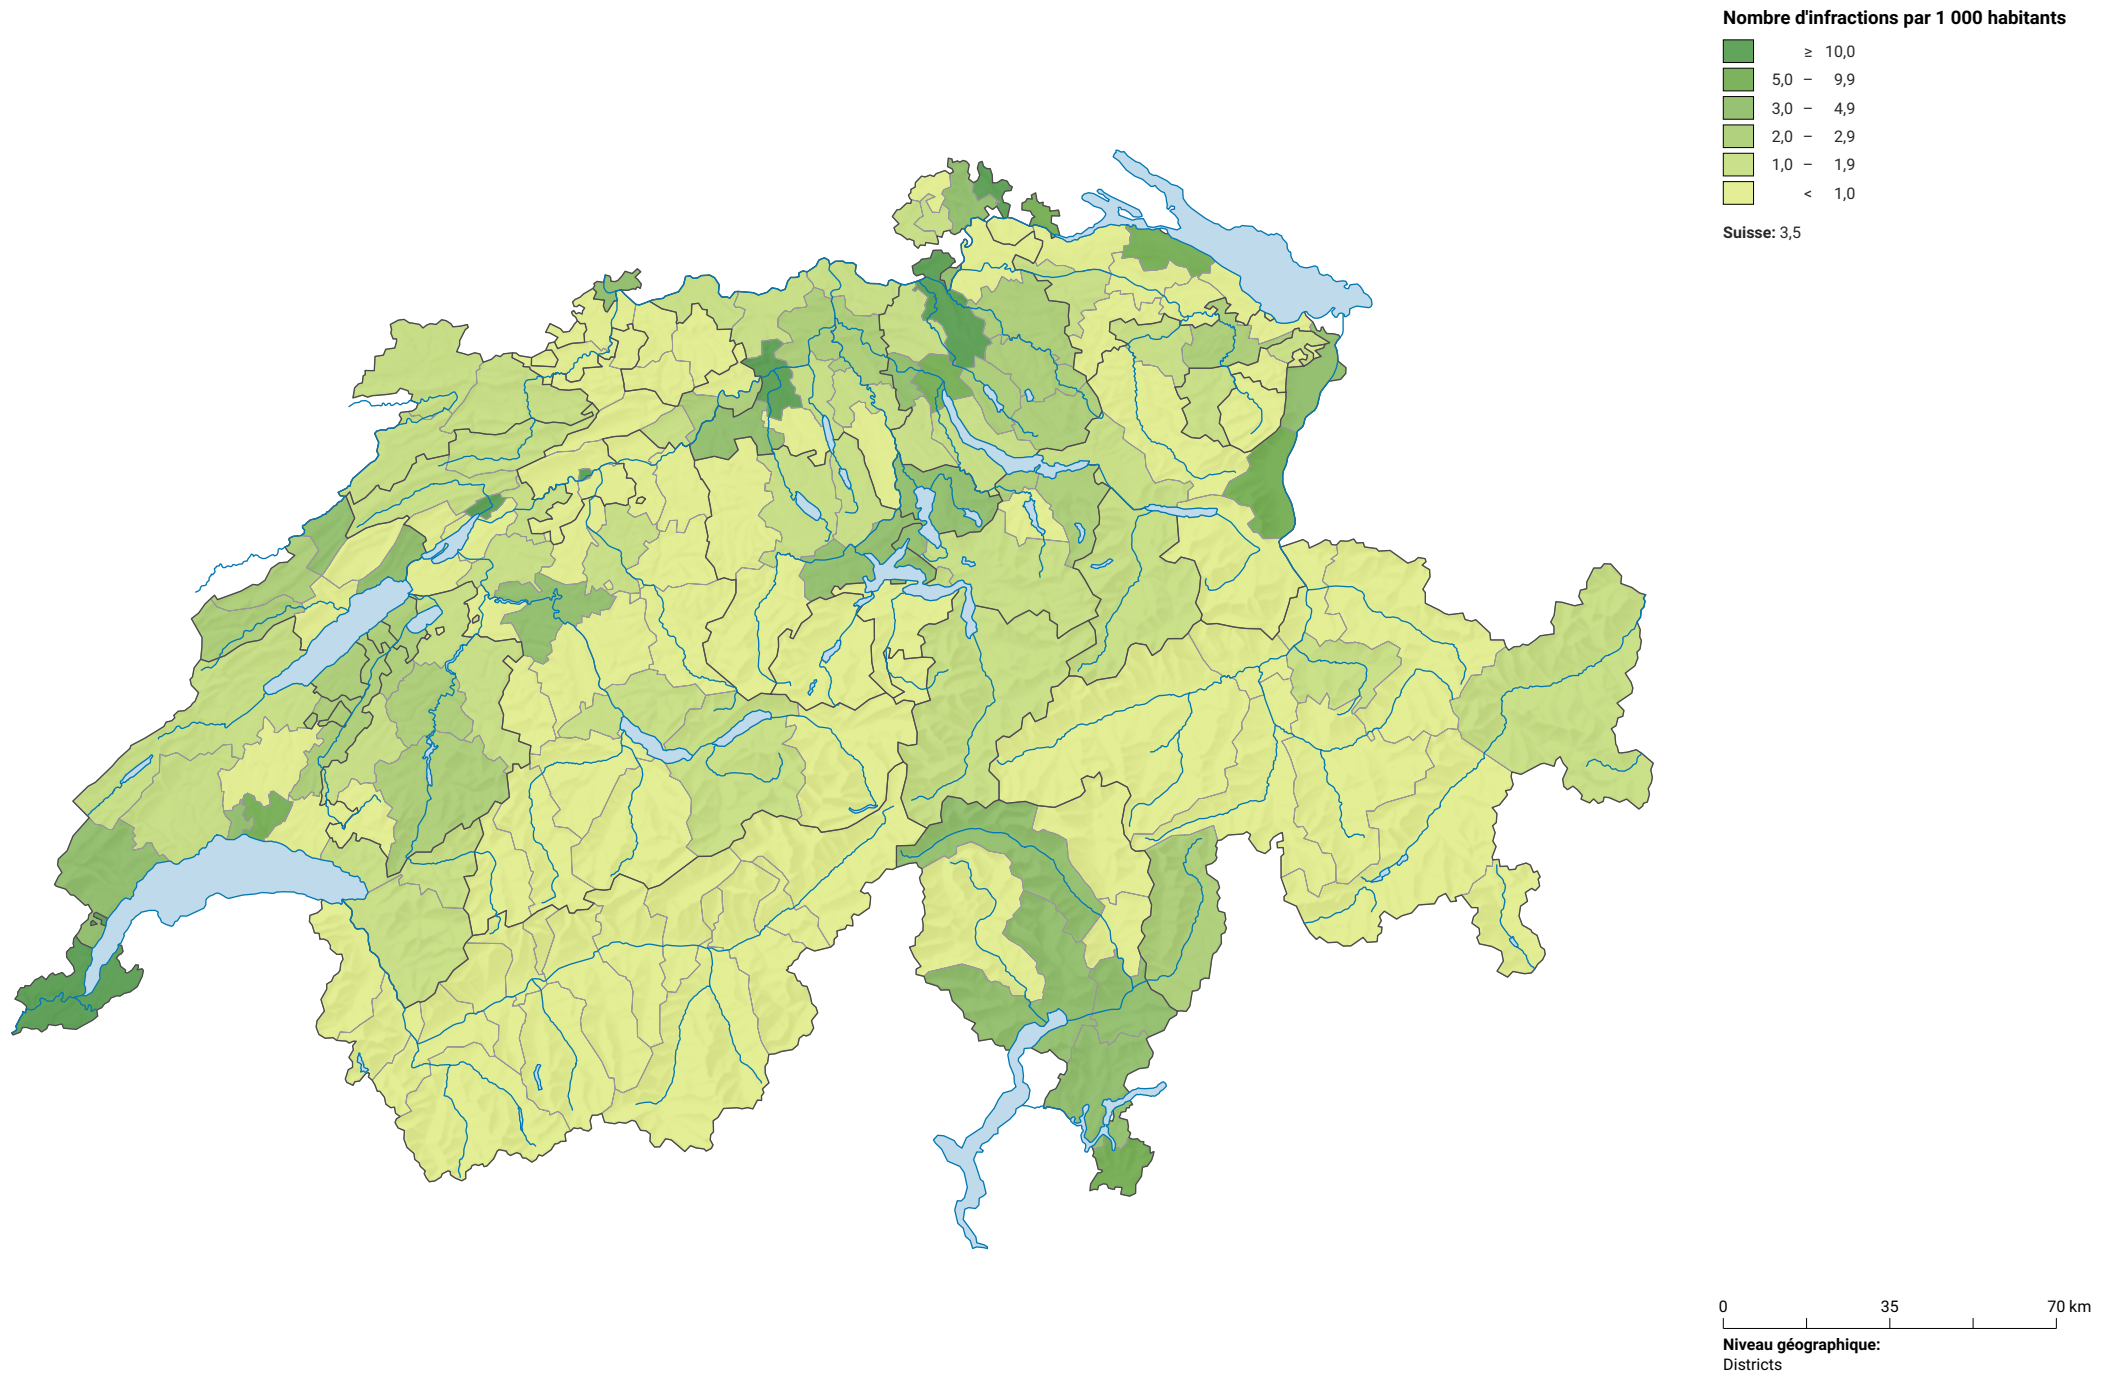 Nombre d'infractions par 1 000 habitants
≥ 10,0
5,0 – 9,9
3,0 – 4,9
2,0 – 2,9
1,0 – 1,9
< 1,0
Suisse: 3,5
0 35 70 km
Niveau géographique:
Districts